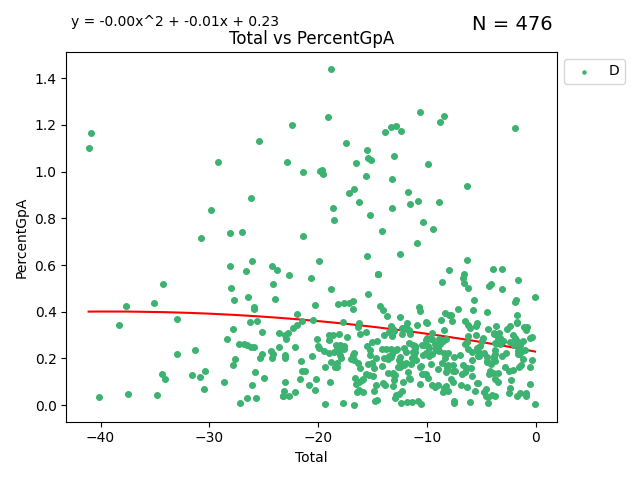 y = -0.00x^2 + -0.01x + 0.23
N = 476
Total vs PercentGpA
D
1.4
1.2
1.0
0.8
0.6
0.4
0.2
0.0
PercentGpA
−40 −30 −20 −10 0
Total